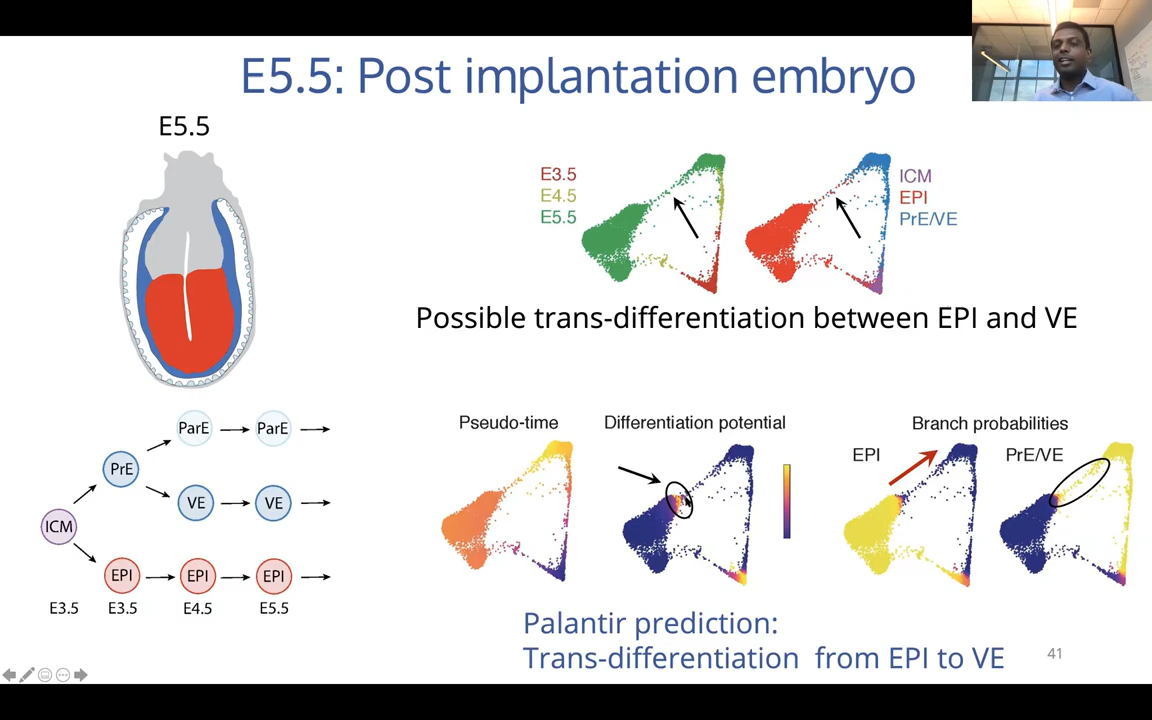 E5.5: Post implantation embryo
E5.5
E3.5
E4.5
E5.5
ICM
EPI
PrE/VE
Possible trans-differentiation between EPI and VE
Pseudo-time
Differentiation potential
Branch probabilities
EPI
PrE/VE
ParE
ParE
PrE
VE
VE
ICM
EPI
EPI
EPI
E3.5
E3.5
E4.5
E5.5
Palantir prediction:
Trans-differentiation from EPI to VE
41